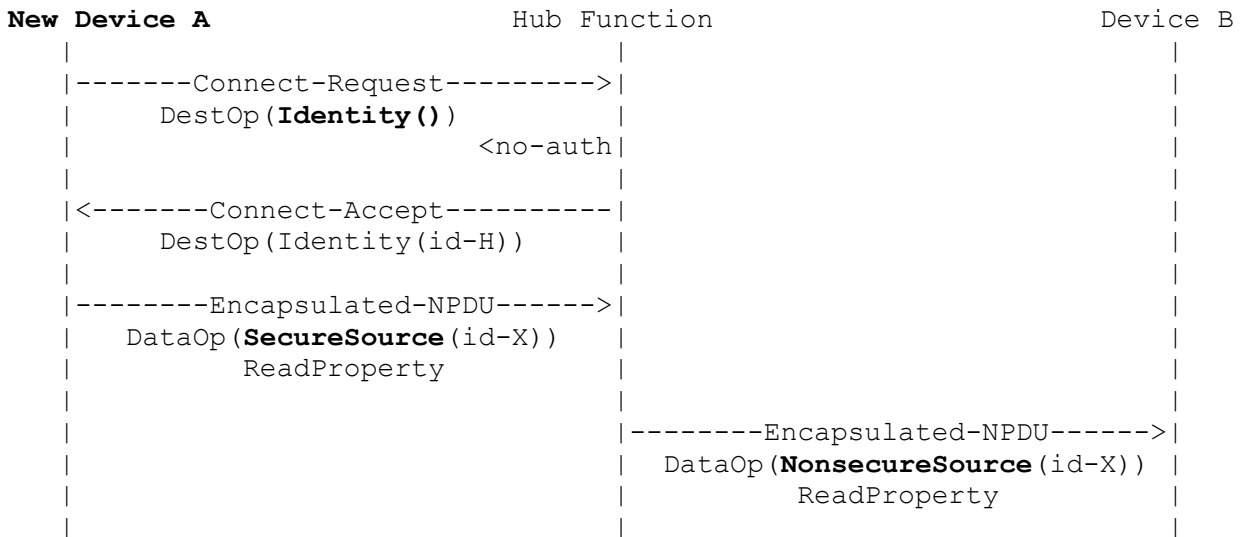 New Device A                  Hub Function                       Device B
   |                                |                                |
   |-------Connect-Request--------->|                                |
   |     DestOp(Identity())         |                                |
   |                        <no-auth|                                |
   |                                |                                |
   |<-------Connect-Accept----------|                                |
   |     DestOp(Identity(id-H))     |                                |
   |                                |                                |
   |--------Encapsulated-NPDU------>|                                |
   |   DataOp(SecureSource(id-X))   |                                |
   |          ReadProperty          |                                |
   |                                |                                |
   |                                |--------Encapsulated-NPDU------>|
   |                                |  DataOp(NonsecureSource(id-X)) |
   |                                |          ReadProperty          |
   |                                |                                |